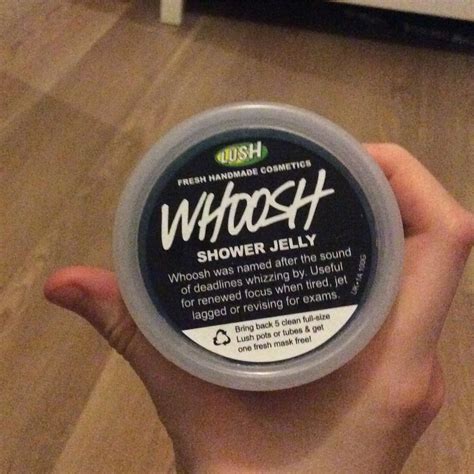 LUSH
FRESH HANDMADE COSMETICS
WHOOSH
SHOWER JELLY
Whoosh was named after the sound
of deadlines whizzing by. Useful
for renewed focus when tired, jet
lagged or revising for exams.
Bring back 5 clean full-size
Lush pots or tubes & get
one fresh mask free!
100G